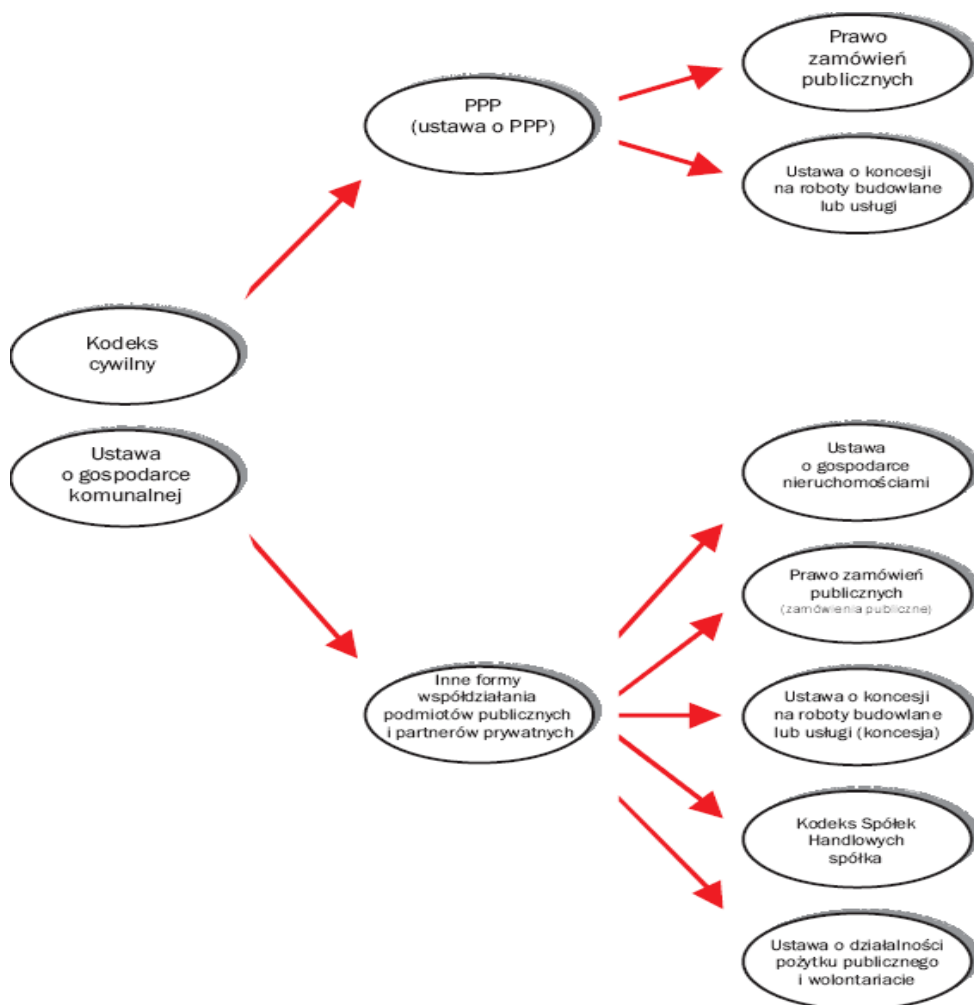 Prawo
zamówień
publicznych
PPP
(ustawa o PPP)
Ustawa o koncesji
na roboty budowlane
lub usługi
Kodeks
cywilny
Ustawa
o gospodarce
komunalnej
Ustawa
o gospodarce
nieruchomościami
Prawo zamówień
publicznych
(zamówienia publiczne)
Inne formy
współdziałania
podmiotów publicznych
i partnerów prywatnych
Ustawa o koncesji
na roboty budowlane
lub usługi (koncesja)
Kodeks Spółek
Handlowych
spółka
Ustawa o działalności
pożytku publicznego
i wolontariacie